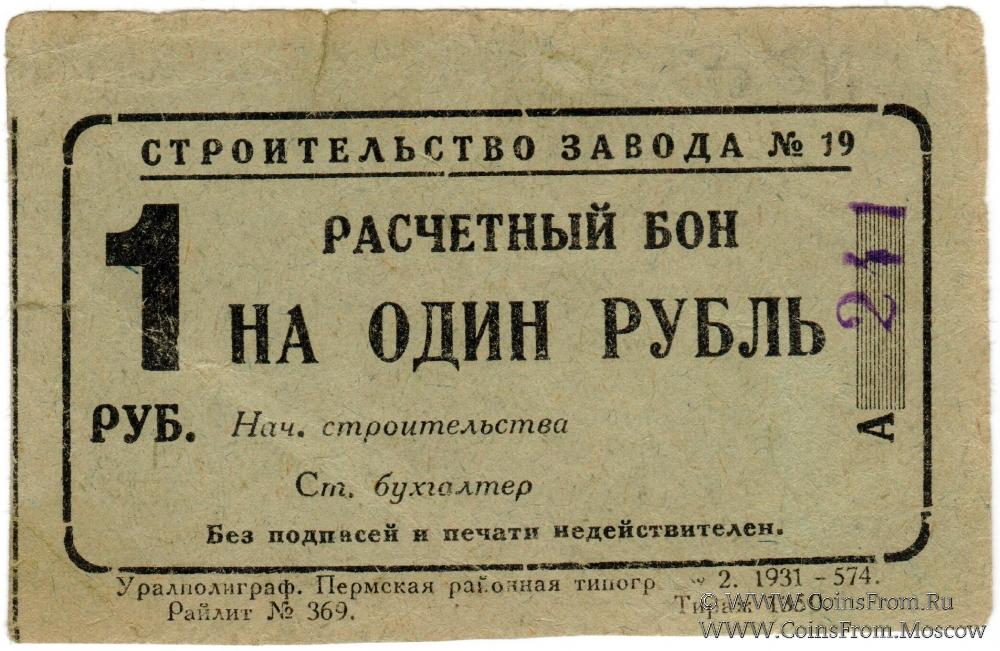 СТРОИТЕЛЬСТВО ЗАВОДА № 19
1
РАСЧЕТНЫЙ БОН
НА ОДИН РУБЛЬ
РУБ.
Нач. строительства
Ст. бухгалтер
Без подписей и печати недействителен.
А
Уралполиграф. Пермская районная типогр 2. 1931 - 574.
Райлит № 369. Тираж
© WWW.CoinsFrom.Ru
WWW.CoinsFrom.Moscow